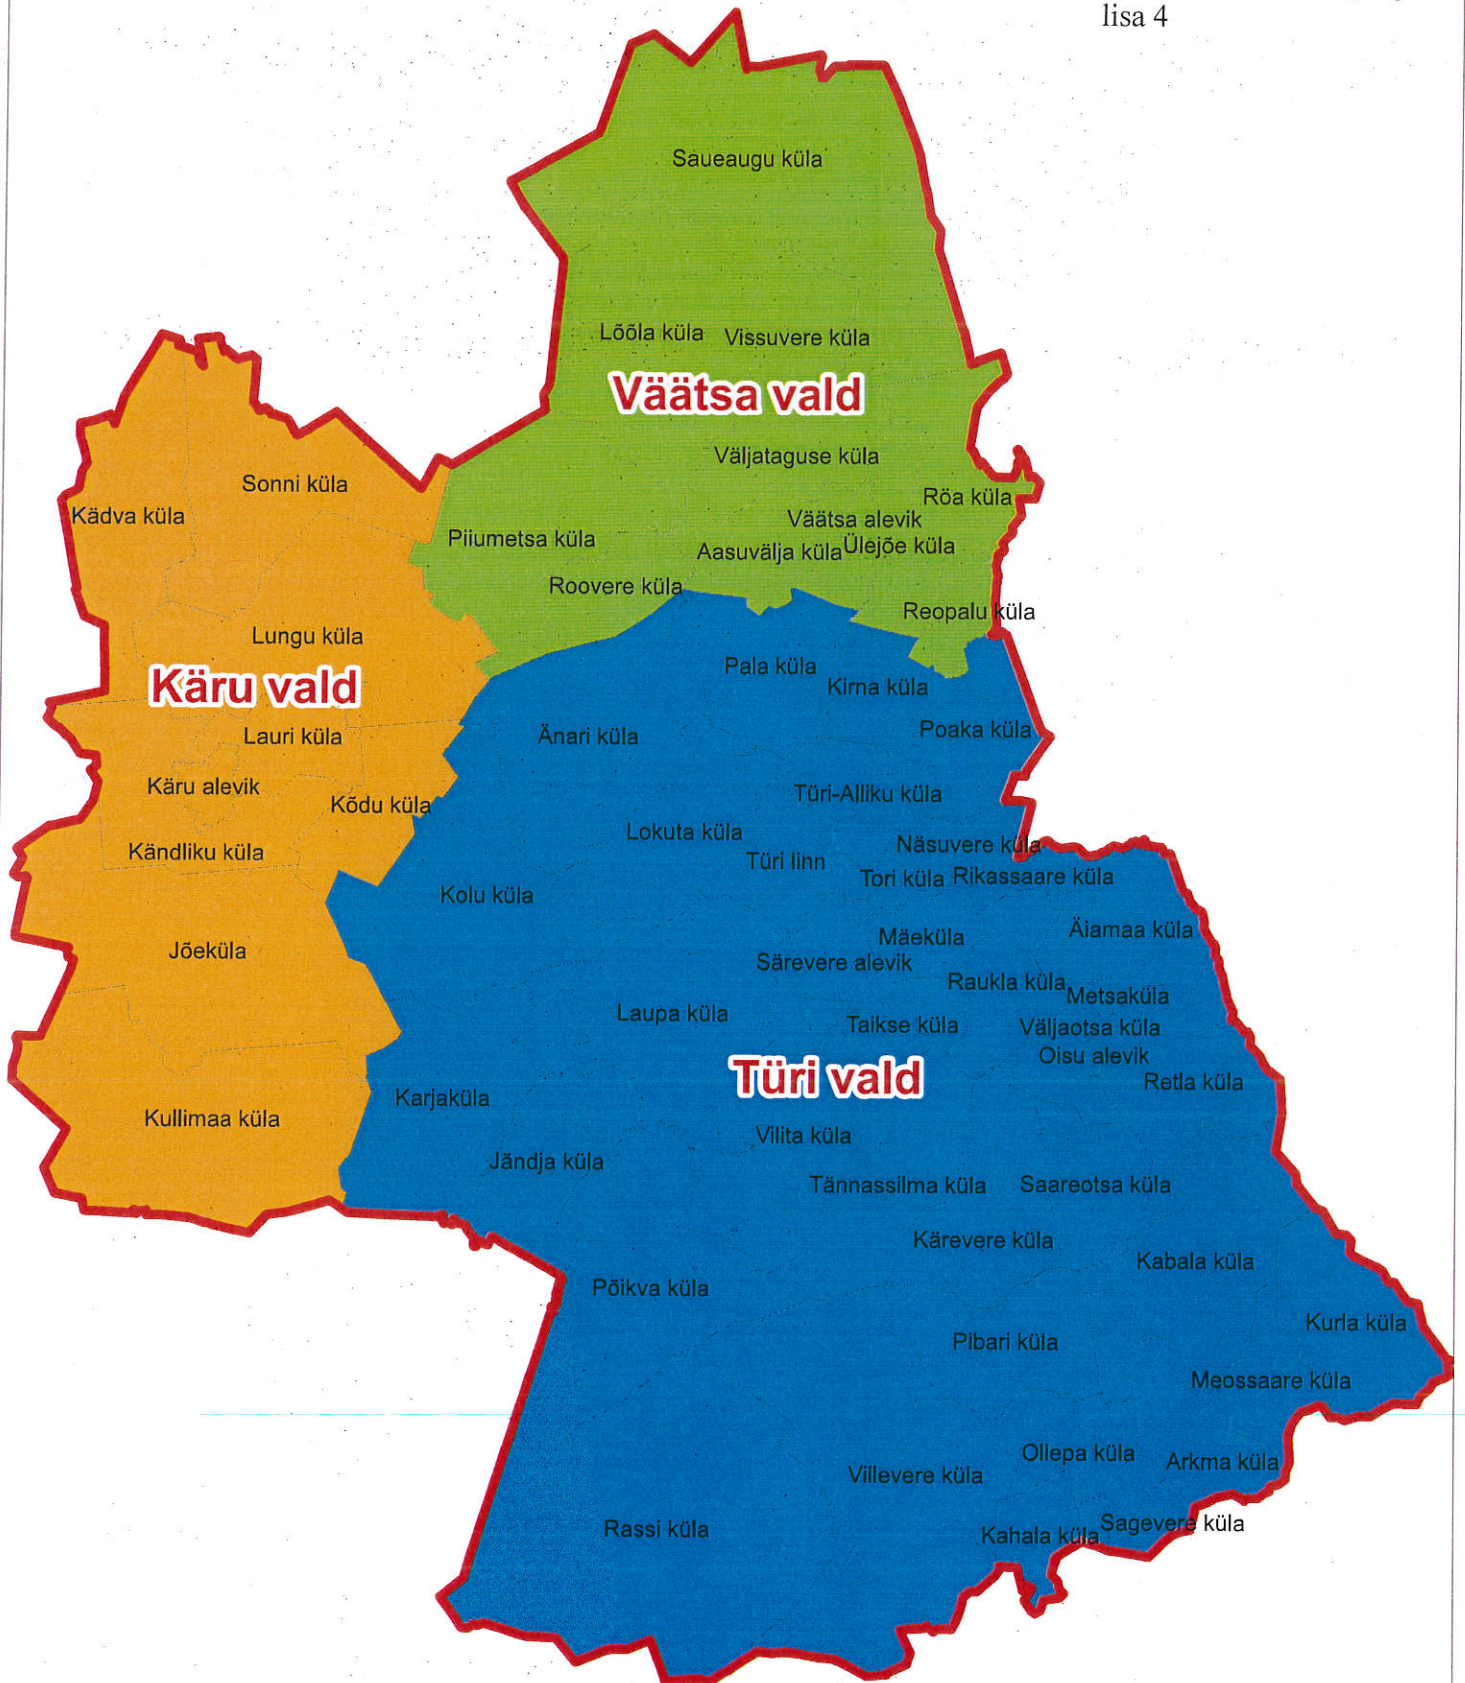 lisa 4
Saueaugu küla
Lõõla küla
Vissuvere küla
Väätsa vald
Väljataguse küla
Röa küla
Väätsa alevik
Piiumetsa küla
Aasuvälja küla
Ülejõe küla
Roovere küla
Reopalu küla
Sonni küla
Kädva küla
Lungu küla
Käru vald
Lauri küla
Käru alevik
Kõdu küla
Kändliku küla
Jõeküla
Kullimaa küla
Pala küla
Kirna küla
Poaka küla
Änari küla
Türi-Alliku küla
Lokuta küla
Näsuvere küla
Türi linn
Tori küla
Rikassaare küla
Kolu küla
Mäeküla
Äiamaa küla
Särevere alevik
Raukla küla
Metsaküla
Laupa küla
Taikse küla
Väljaotsa küla
Oisu alevik
Türi vald
Retla küla
Karjaküla
Vilita küla
Jändja küla
Tännassilma küla
Saareotsa küla
Kärevere küla
Kabala küla
Põikva küla
Kurla küla
Pibari küla
Meossaare küla
Ollepa küla
Arkma küla
Villevere küla
Rassi küla
Kahala küla
Sagevere küla